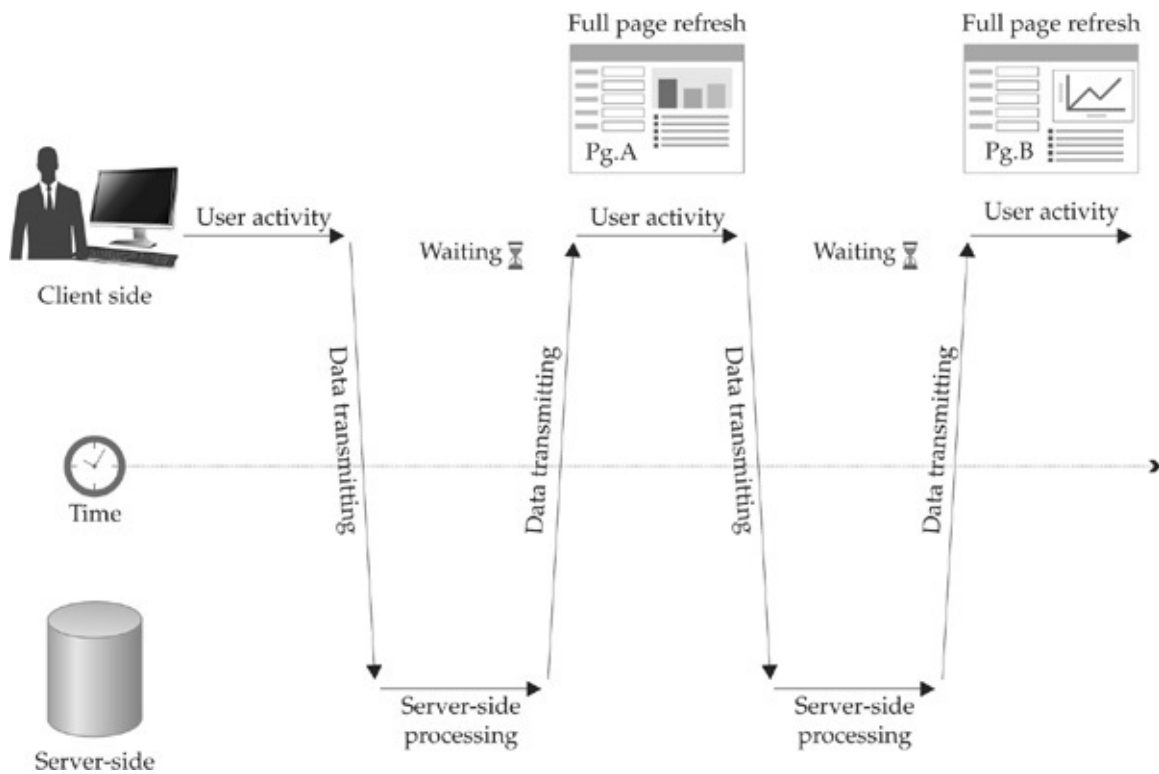 Full page refresh
Full page refresh
Pg.A
Pg.B
User activity
User activity
User activity
Waiting
Waiting
Client side
Data transmitting
Data transmitting
Data transmitting
Data transmitting
Time
Server-side
processing
Server-side
processing
Server-side